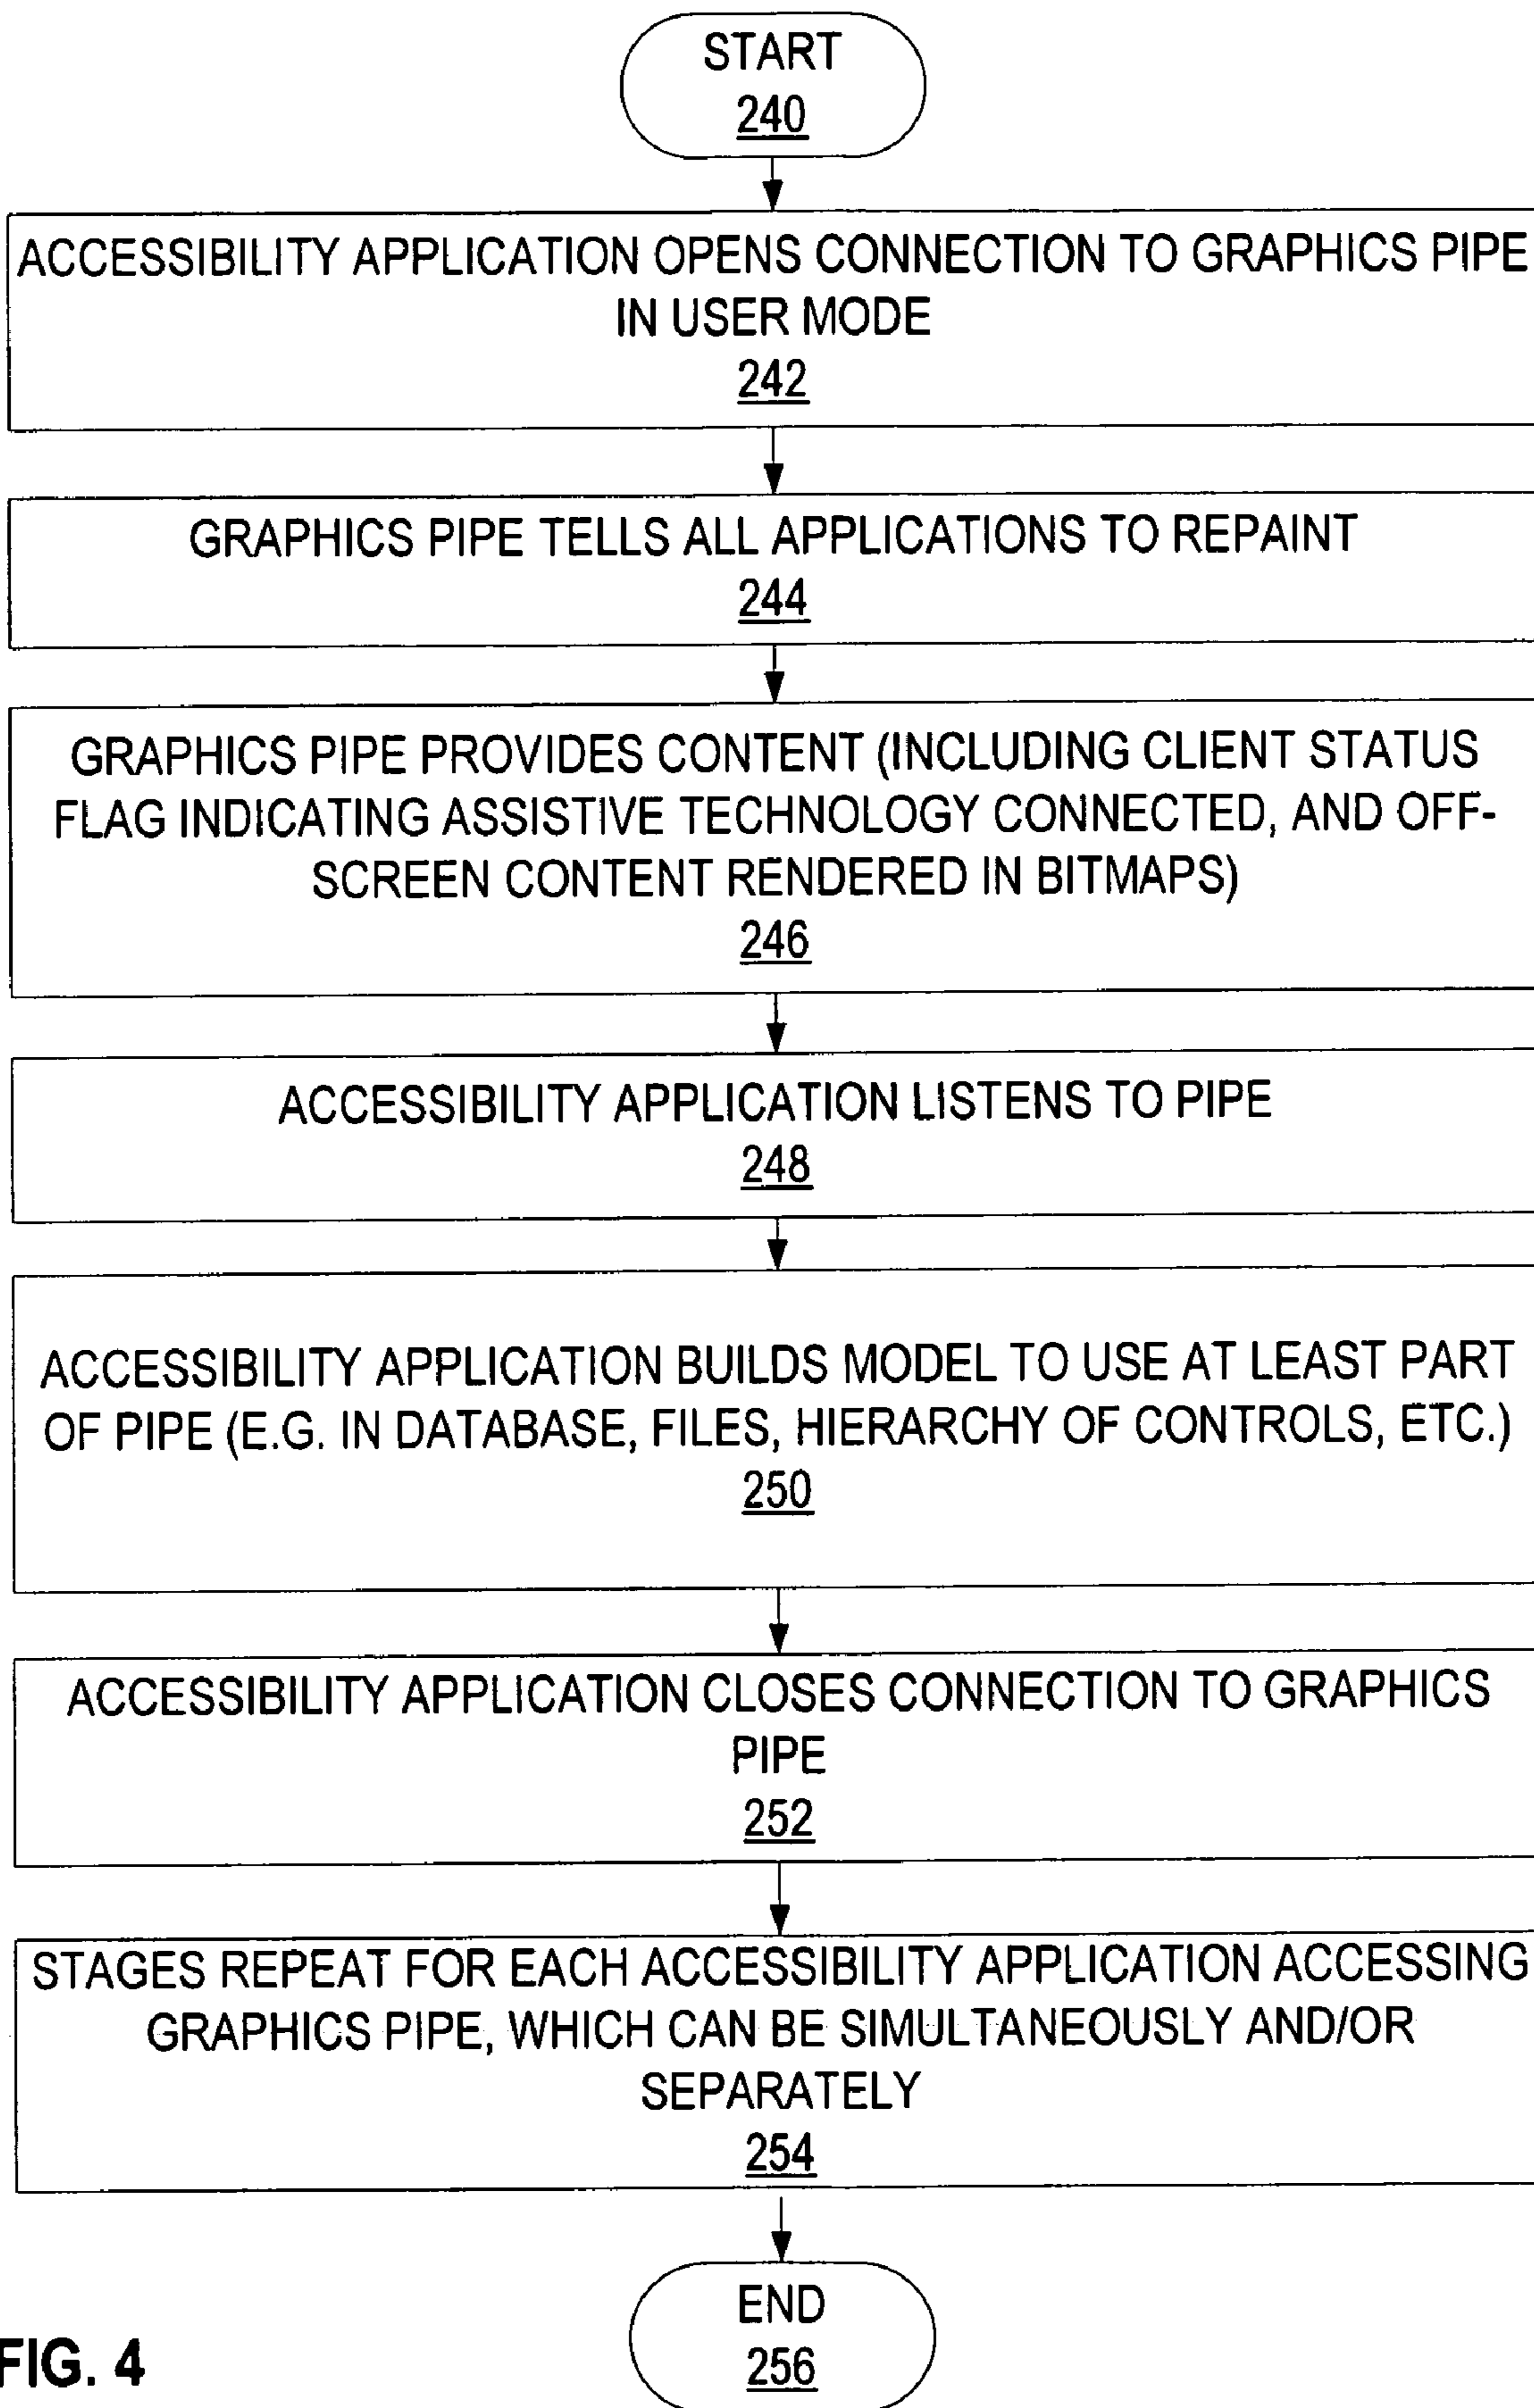 START
240
ACCESSIBILITY APPLICATION OPENS CONNECTION TO GRAPHICS PIPE
IN USER MODE
242
GRAPHICS PIPE TELLS ALL APPLICATIONS TO REPAINT
244
GRAPHICS PIPE PROVIDES CONTENT (INCLUDING CLIENT STATUS
FLAG INDICATING ASSISTIVE TECHNOLOGY CONNECTED, AND OFF-
SCREEN CONTENT RENDERED IN BITMAPS)
246
ACCESSIBILITY APPLICATION LISTENS TO PIPE
248
ACCESSIBILITY APPLICATION BUILDS MODEL TO USE AT LEAST PART
OF PIPE (E.G. IN DATABASE, FILES, HIERARCHY OF CONTROLS, ETC.)
250
ACCESSIBILITY APPLICATION CLOSES CONNECTION TO GRAPHICS
PIPE
252
STAGES REPEAT FOR EACH ACCESSIBILITY APPLICATION ACCESSING
GRAPHICS PIPE, WHICH CAN BE SIMULTANEOUSLY AND/OR
SEPARATELY
254
END
256
FIG. 4